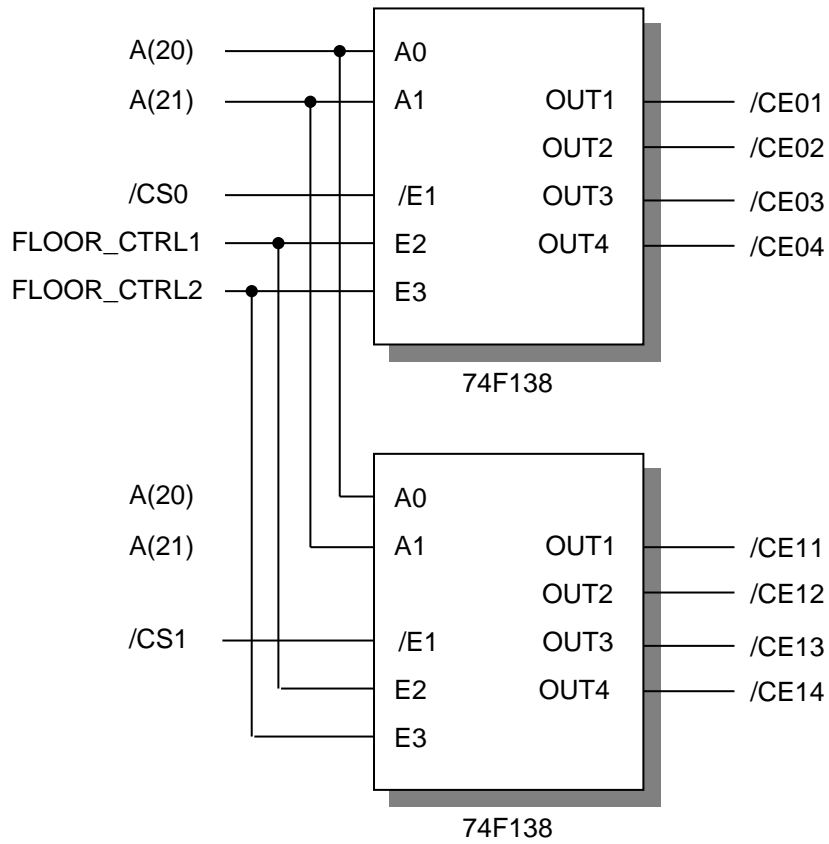 A(20) A0
A(21) A1 OUT1 /CE01
OUT2 /CE02
/CS0 /E1 OUT3 /CE03
FLOOR_CTRL1 E2 OUT4 /CE04
FLOOR_CTRL2 E3
74F138
A(20) A0
A(21) A1 OUT1 /CE11
OUT2 /CE12
/CS1 /E1 OUT3 /CE13
E2 OUT4 /CE14
E3
74F138